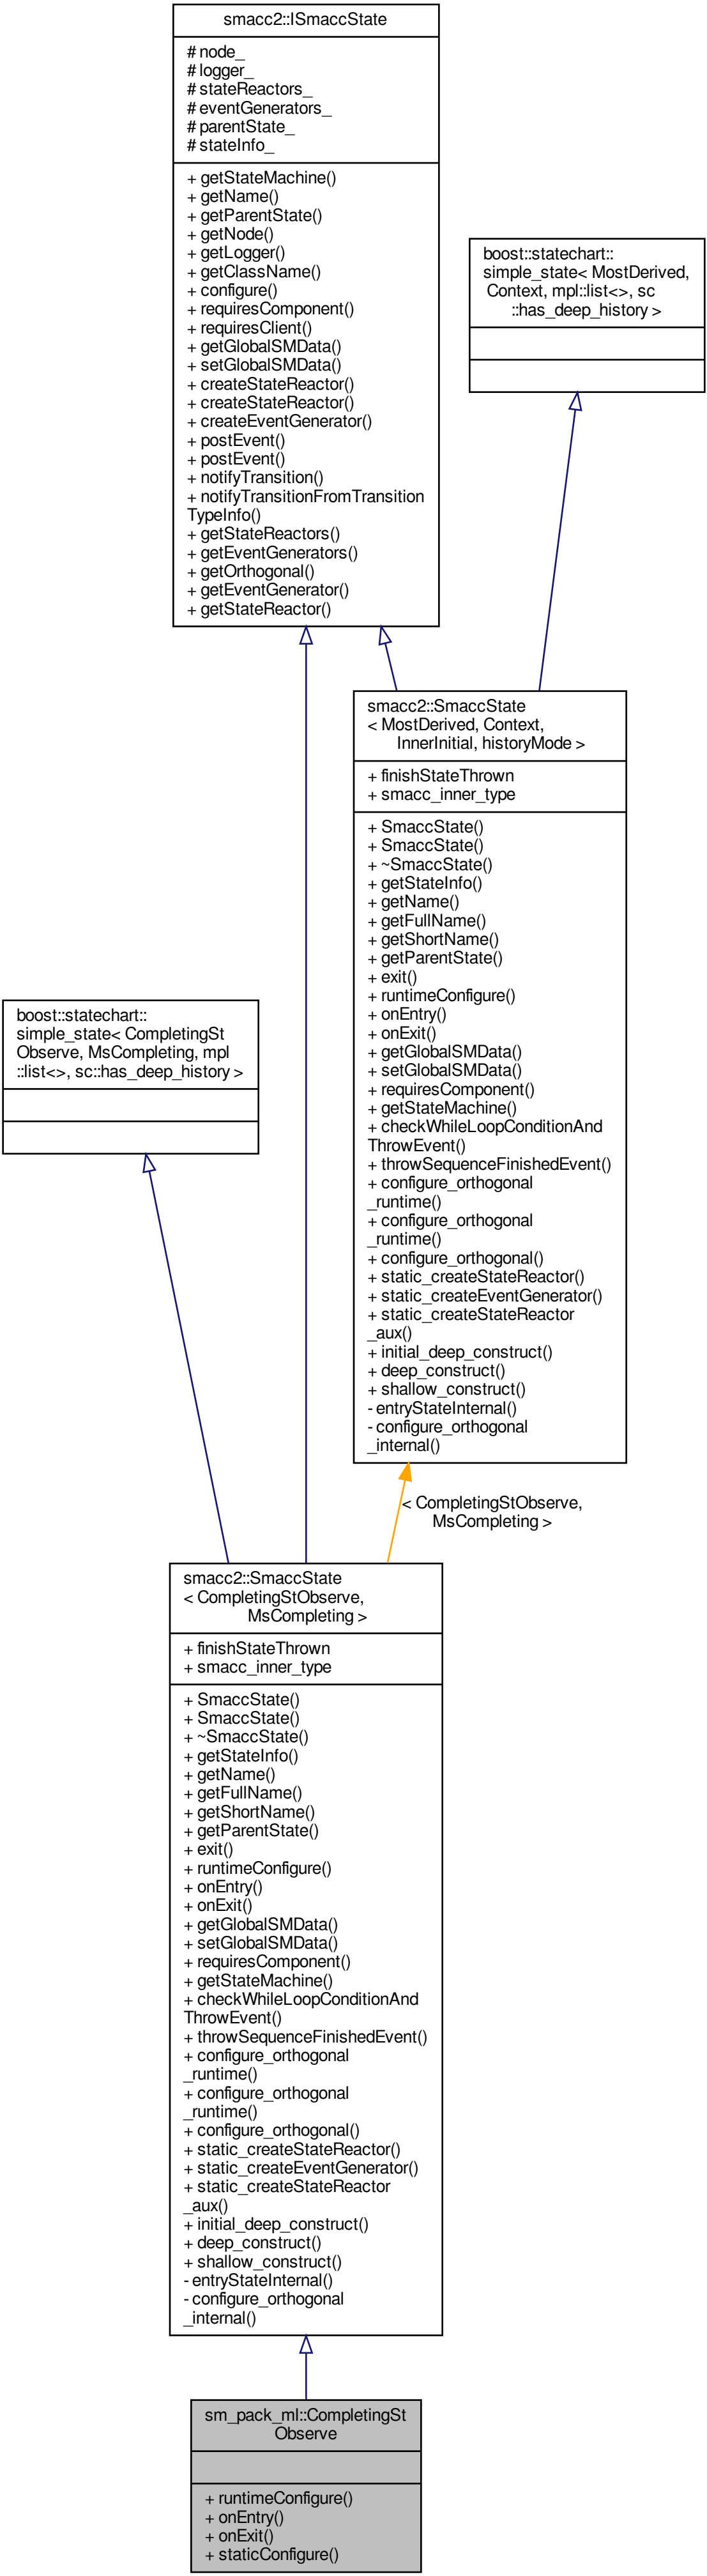 smacc2::ISmaccState
# node_
# logger_
# stateReactors_
# eventGenerators_
# parentState_
# stateInfo_
+ getStateMachine()
+ getName()
+ getParentState()
+ getNode()
+ getLogger()
+ getClassName()
+ configure()
+ requiresComponent()
+ requiresClient()
+ getGlobalSMData()
+ setGlobalSMData()
+ createStateReactor()
+ createStateReactor()
+ createEventGenerator()
+ postEvent()
+ postEvent()
+ notifyTransition()
+ notifyTransitionFromTransition
TypeInfo()
+ getStateReactors()
+ getEventGenerators()
+ getOrthogonal()
+ getEventGenerator()
+ getStateReactor()
boost::statechart::
simple_state< MostDerived,
Context, mpl::list<>, sc
::has_deep_history >
smacc2::SmaccState
< MostDerived, Context,
InnerInitial, historyMode >
+ finishStateThrown
+ smacc_inner_type
+ SmaccState()
+ SmaccState()
+ ~SmaccState()
+ getStateInfo()
+ getName()
+ getFullName()
+ getShortName()
+ getParentState()
+ exit()
+ runtimeConfigure()
+ onEntry()
+ onExit()
+ getGlobalSMData()
+ setGlobalSMData()
+ requiresComponent()
+ getStateMachine()
+ checkWhileLoopConditionAnd
ThrowEvent()
+ throwSequenceFinishedEvent()
+ configure_orthogonal
_runtime()
+ configure_orthogonal
_runtime()
+ configure_orthogonal()
+ static_createStateReactor()
+ static_createEventGenerator()
+ static_createStateReactor
_aux()
+ initial_deep_construct()
+ deep_construct()
+ shallow_construct()
- entryStateInternal()
- configure_orthogonal
_internal()
boost::statechart::
simple_state< CompletingSt
Observe, MsCompleting, mpl
::list<>, sc::has_deep_history >
< CompletingStObserve,
MsCompleting >
smacc2::SmaccState
< CompletingStObserve,
MsCompleting >
+ finishStateThrown
+ smacc_inner_type
+ SmaccState()
+ SmaccState()
+ ~SmaccState()
+ getStateInfo()
+ getName()
+ getFullName()
+ getShortName()
+ getParentState()
+ exit()
+ runtimeConfigure()
+ onEntry()
+ onExit()
+ getGlobalSMData()
+ setGlobalSMData()
+ requiresComponent()
+ getStateMachine()
+ checkWhileLoopConditionAnd
ThrowEvent()
+ throwSequenceFinishedEvent()
+ configure_orthogonal
_runtime()
+ configure_orthogonal
_runtime()
+ configure_orthogonal()
+ static_createStateReactor()
+ static_createEventGenerator()
+ static_createStateReactor
_aux()
+ initial_deep_construct()
+ deep_construct()
+ shallow_construct()
- entryStateInternal()
- configure_orthogonal
_internal()
sm_pack_ml::CompletingSt
Observe
+ runtimeConfigure()
+ onEntry()
+ onExit()
+ staticConfigure()